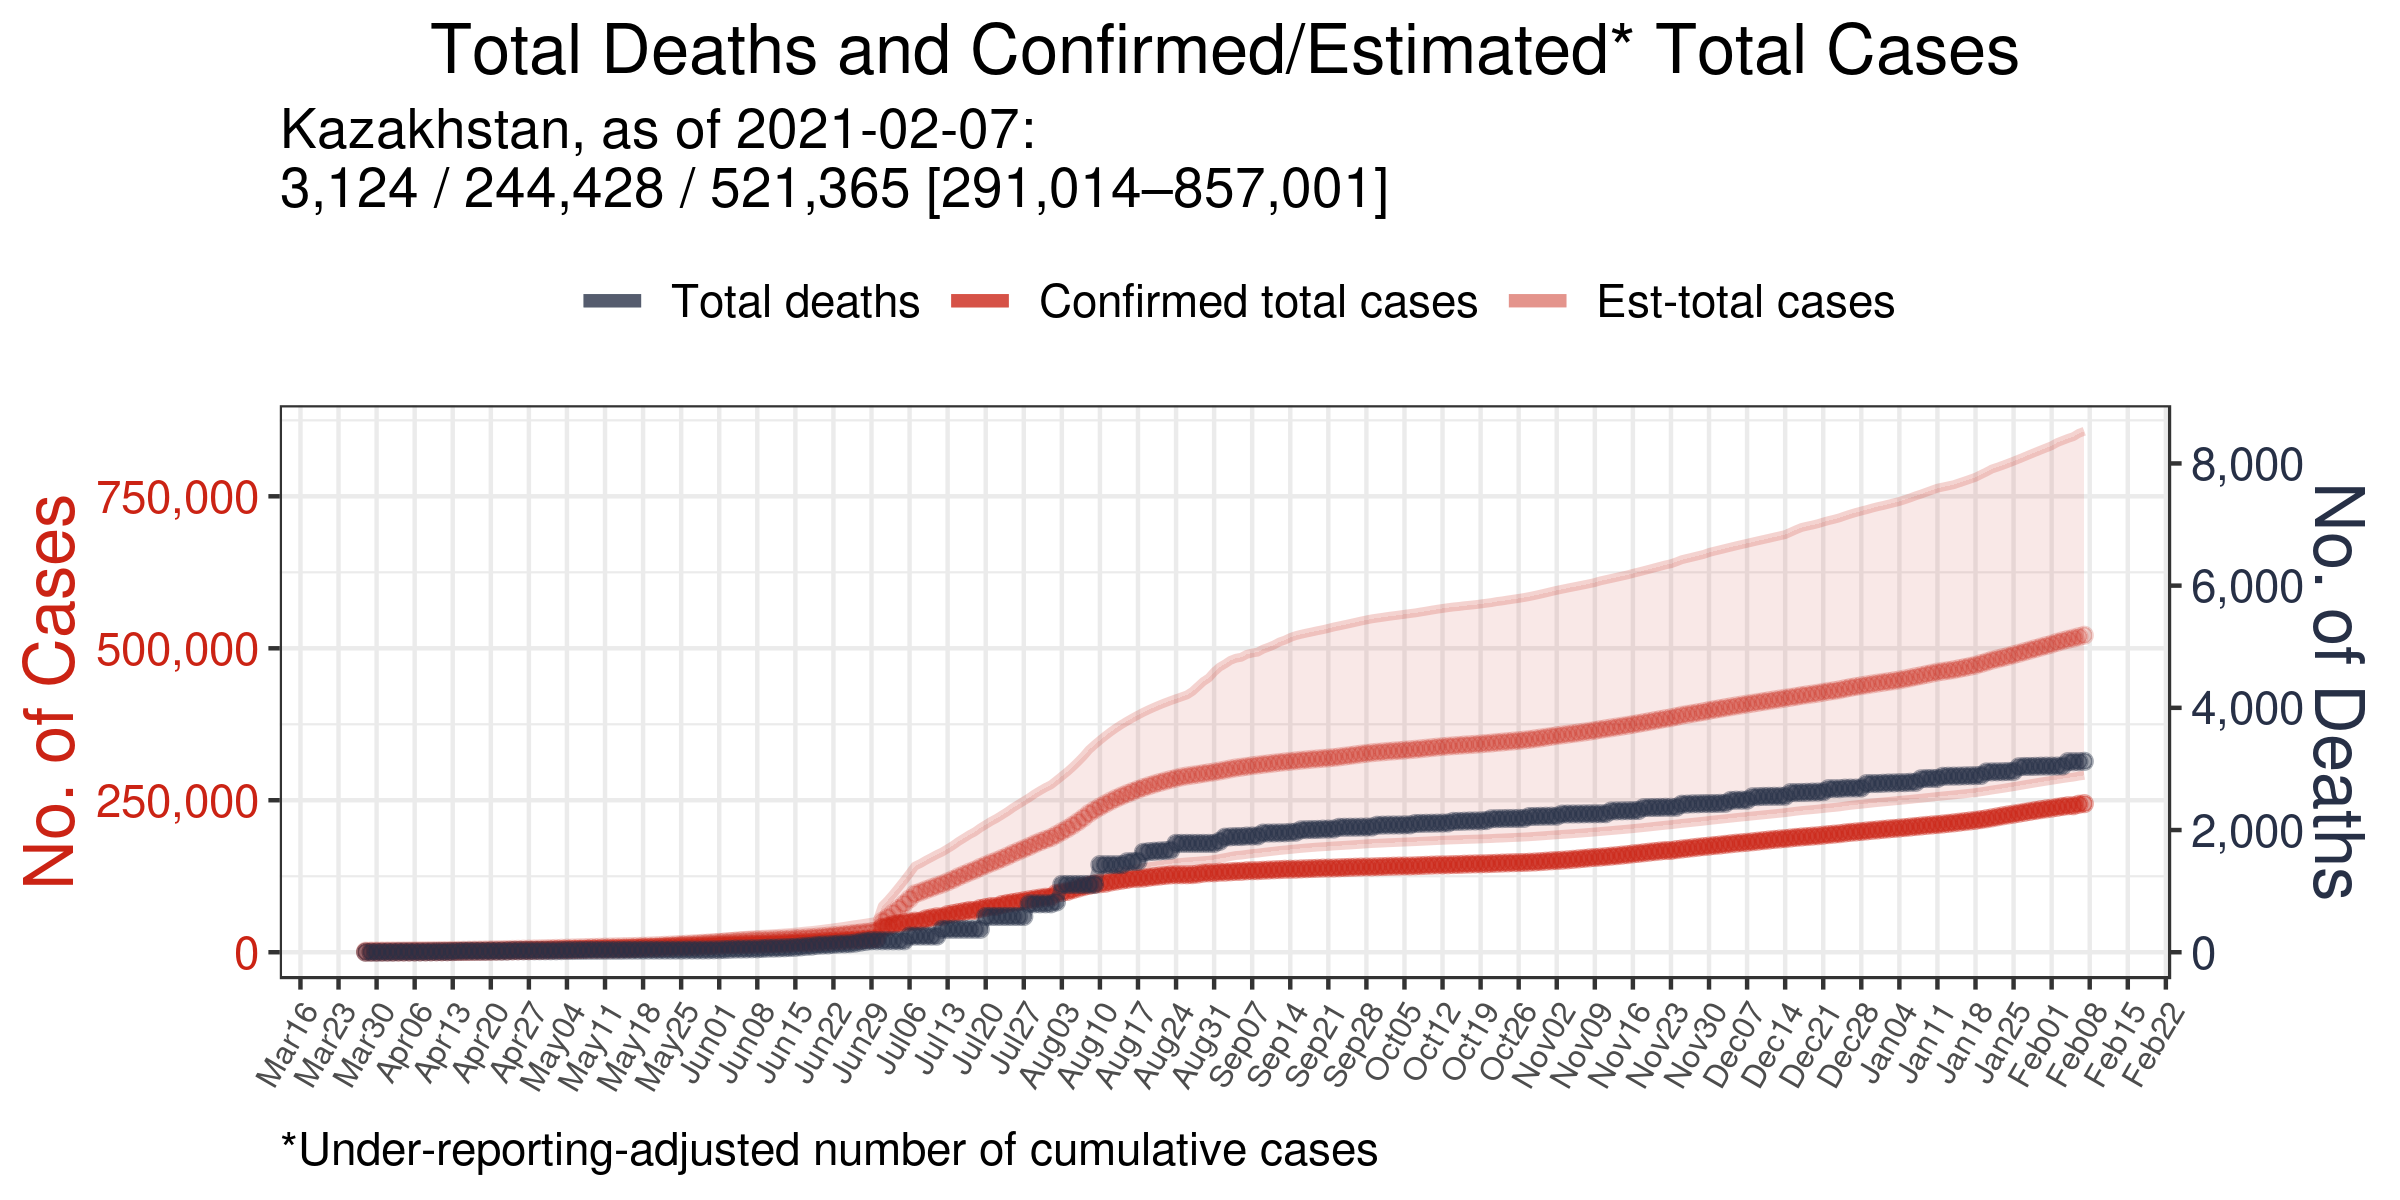 Total Deaths and Confirmed/Estimated* Total Cases
Kazakhstan, as of 2021-02-07:
3,124 / 244,428 / 521,365 [291,014–857,001]
Total deaths
Confirmed total cases
Est-total cases
No. of Cases
750,000
500,000
250,000
0
8,000
6,000
4,000
2,000
0
No. of Deaths
Mar16
Mar23
Mar30
Apr06
Apr13
Apr20
Apr27
May04
May11
May18
May25
Jun01
Jun08
Jun15
Jun22
Jun29
Jul06
Jul13
Jul20
Jul27
Aug03
Aug10
Aug17
Aug24
Aug31
Sep07
Sep14
Sep21
Sep28
Oct05
Oct12
Oct19
Oct26
Nov02
Nov09
Nov16
Nov23
Nov30
Dec07
Dec14
Dec21
Dec28
Jan04
Jan11
Jan18
Jan25
Feb01
Feb08
Feb15
Feb22
*Under-reporting-adjusted number of cumulative cases